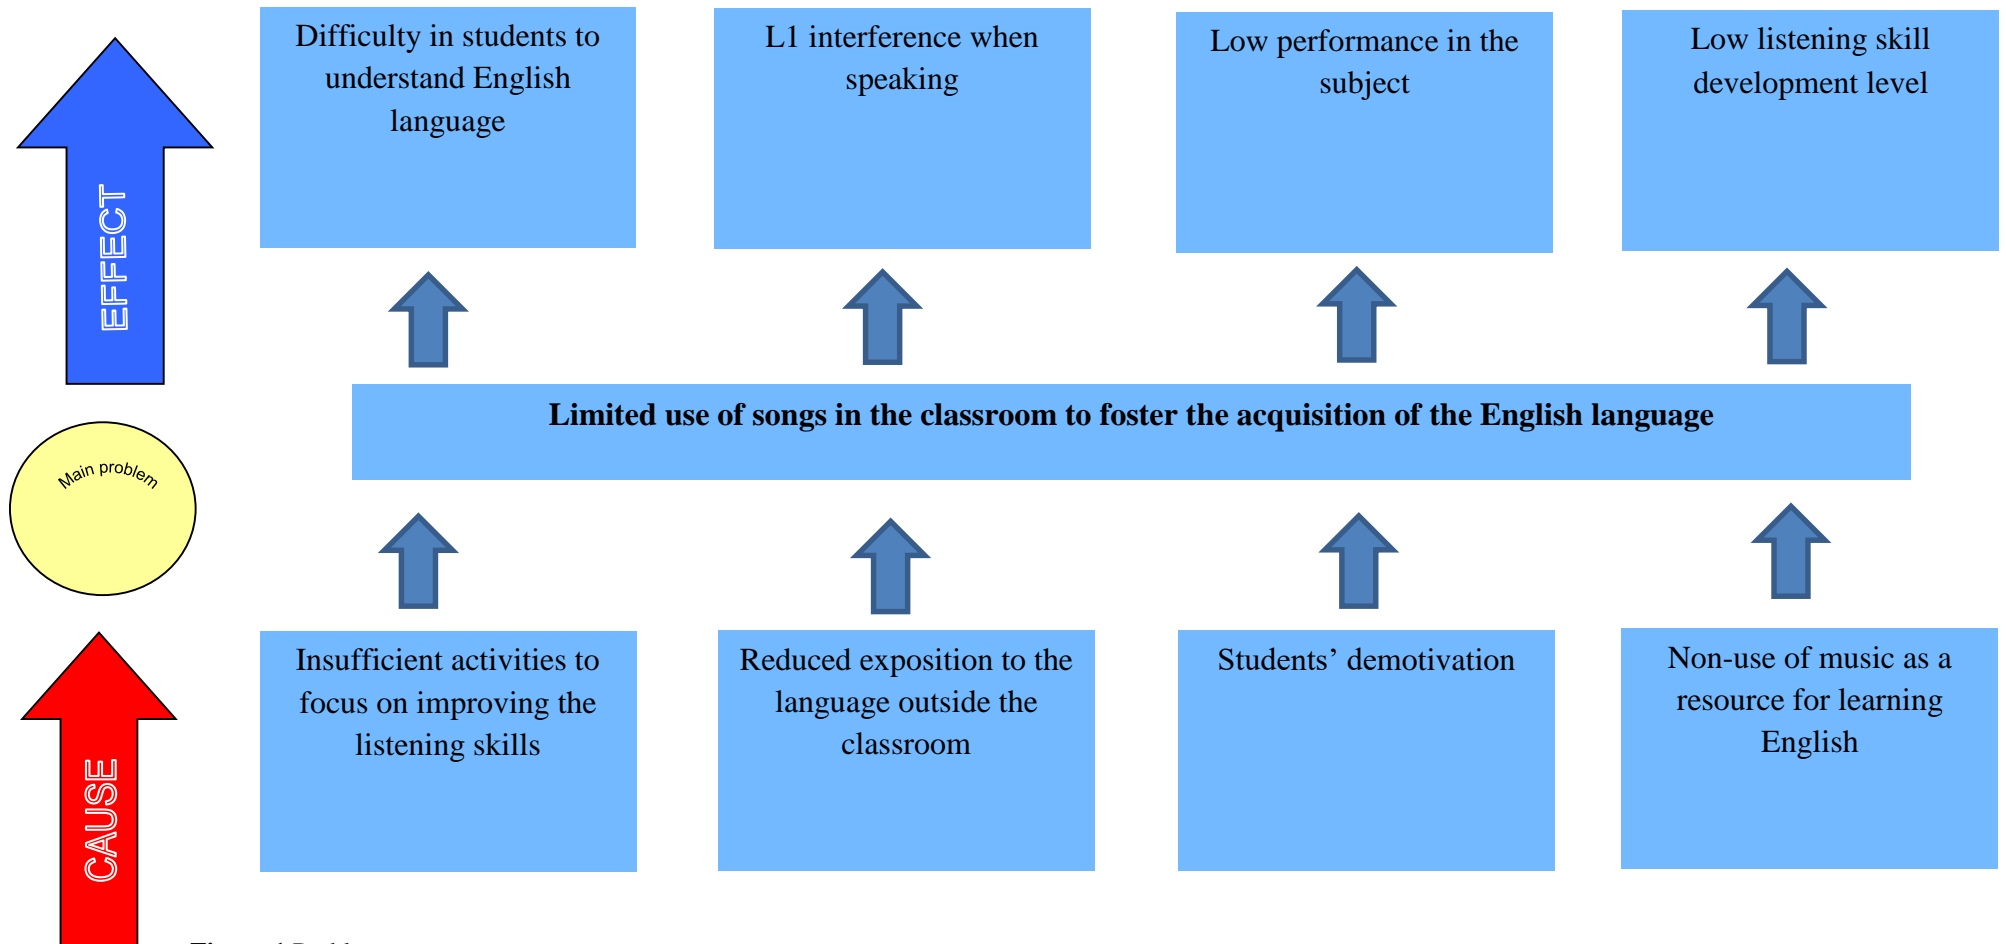 EFFECT
Difficulty in students to
understand English
language
L1 interference when
speaking
Low performance in the
subject
Low listening skill
development level
Main problem
Limited use of songs in the classroom to foster the acquisition of the English language
CAUSE
Insufficient activities to
focus on improving the
listening skills
Reduced exposition to the
language outside the
classroom
Students’ demotivation
Non-use of music as a
resource for learning
English